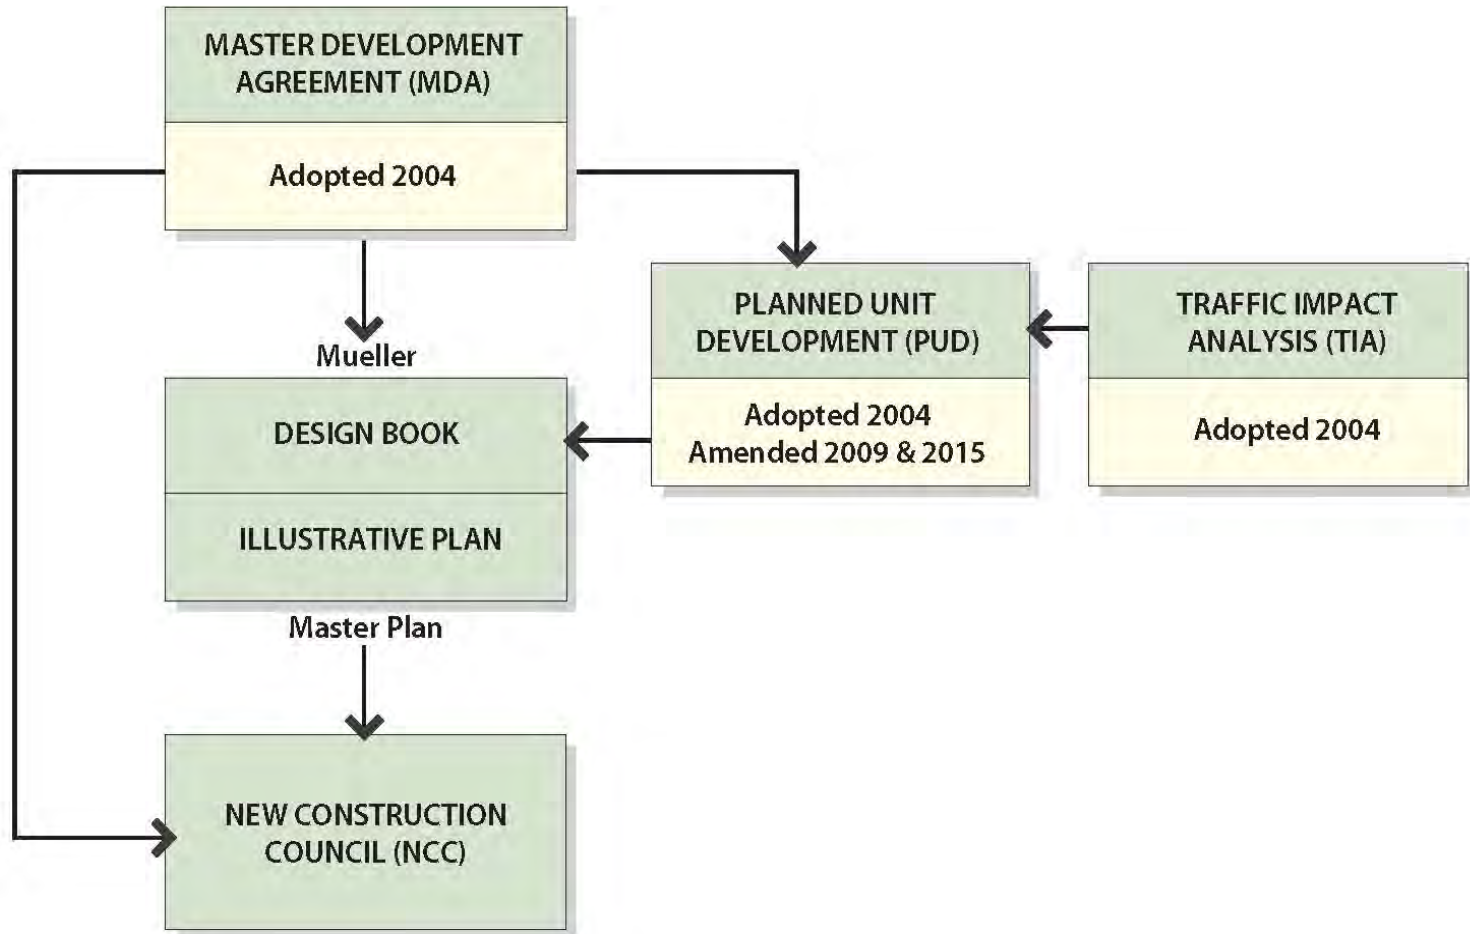 MASTER DEVELOPMENT
AGREEMENT (MDA)
Adopted 2004
PLANNED UNIT
DEVELOPMENT (PUD)
Adopted 2004
Amended 2009 & 2015
TRAFFIC IMPACT
ANALYSIS (TIA)
Adopted 2004
Mueller
DESIGN BOOK
ILLUSTRATIVE PLAN
Master Plan
NEW CONSTRUCTION
COUNCIL (NCC)